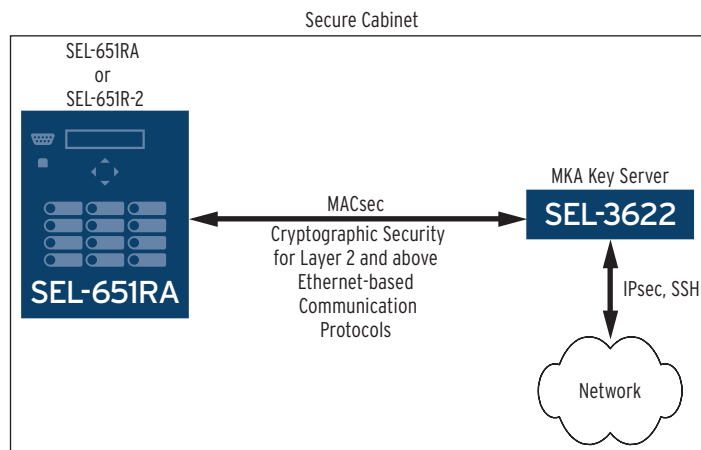 Secure Cabinet
SEL-651RA
or
SEL-651R-2
SEL-651RA
MACsec
Cryptographic Security
for Layer 2 and above
Ethernet-based
Communication
Protocols
MKA Key Server
SEL-3622
IPsec, SSH
Network